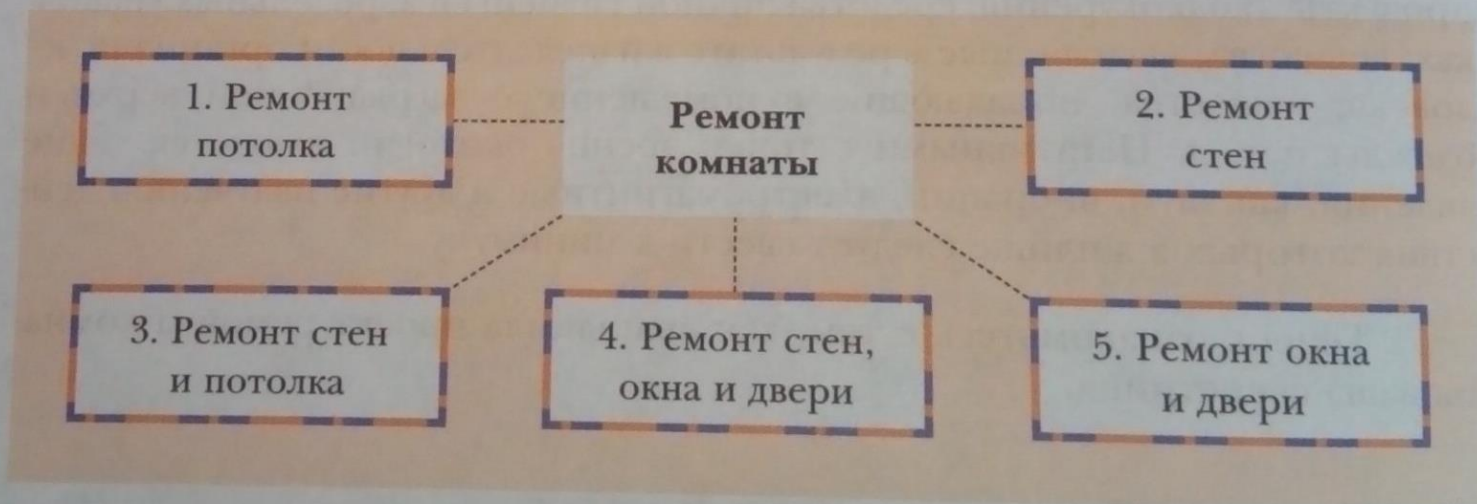 1. Ремонт
потолка
Ремонт
комнаты
2. Ремонт
стен
3. Ремонт стен
и потолка
4. Ремонт стен,
окна и двери
5. Ремонт окна
и двери